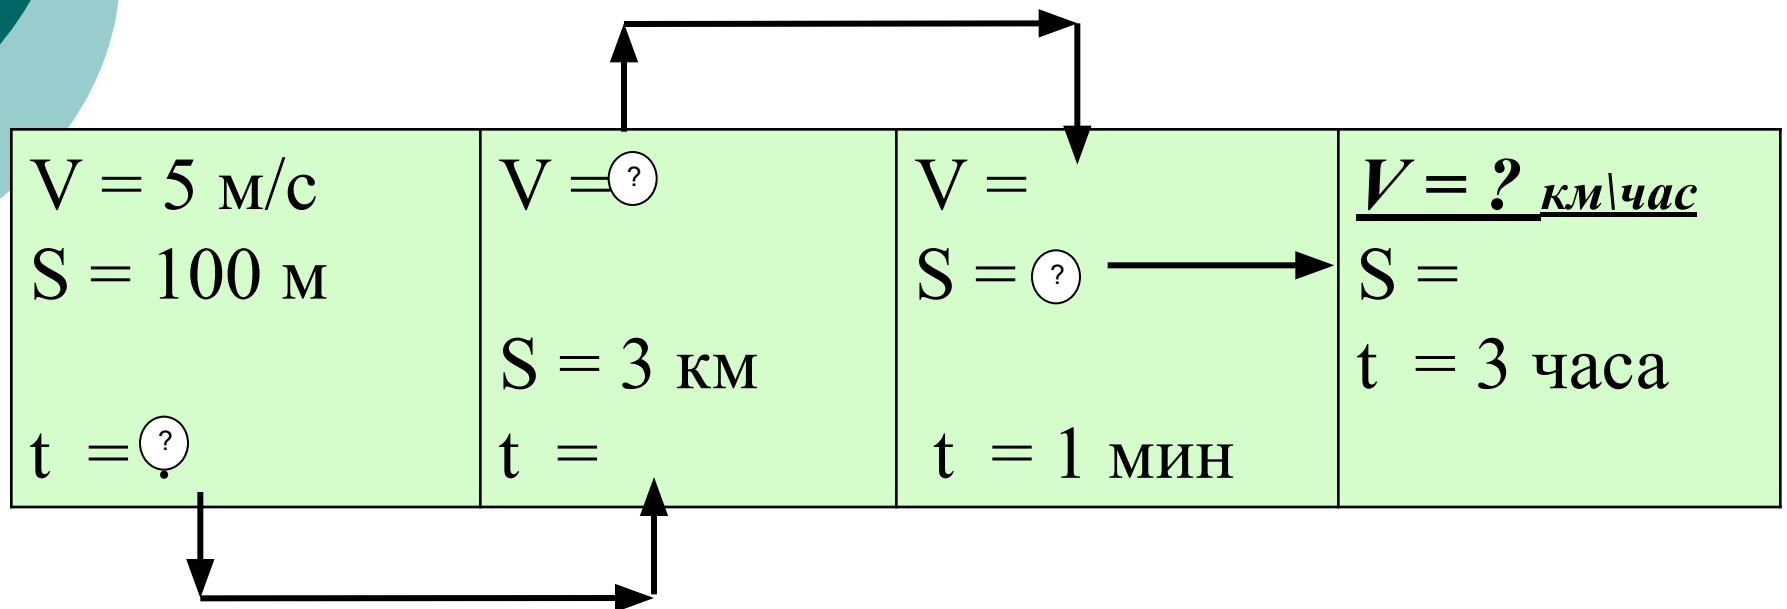 V = 5 м/с
S = 100 м
t = ?
V = ?
S = 3 км
t =
V =
S = ?
t = 1 мин
V = ? км\час
S =
t = 3 часа